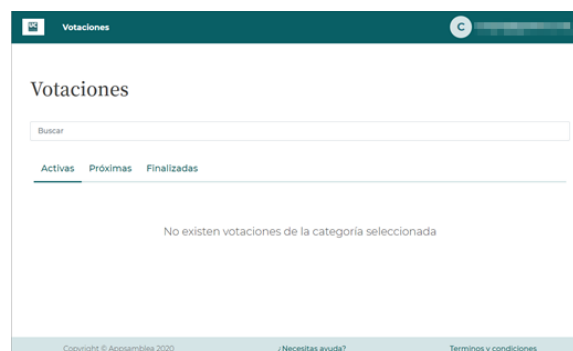 Votaciones
C
Votaciones
Buscar
Activas Próximas Finalizadas
No existen votaciones de la categoría seleccionada
Copyright © Appsamblea 2020 ¿Necesitas ayuda? Terminos y condiciones